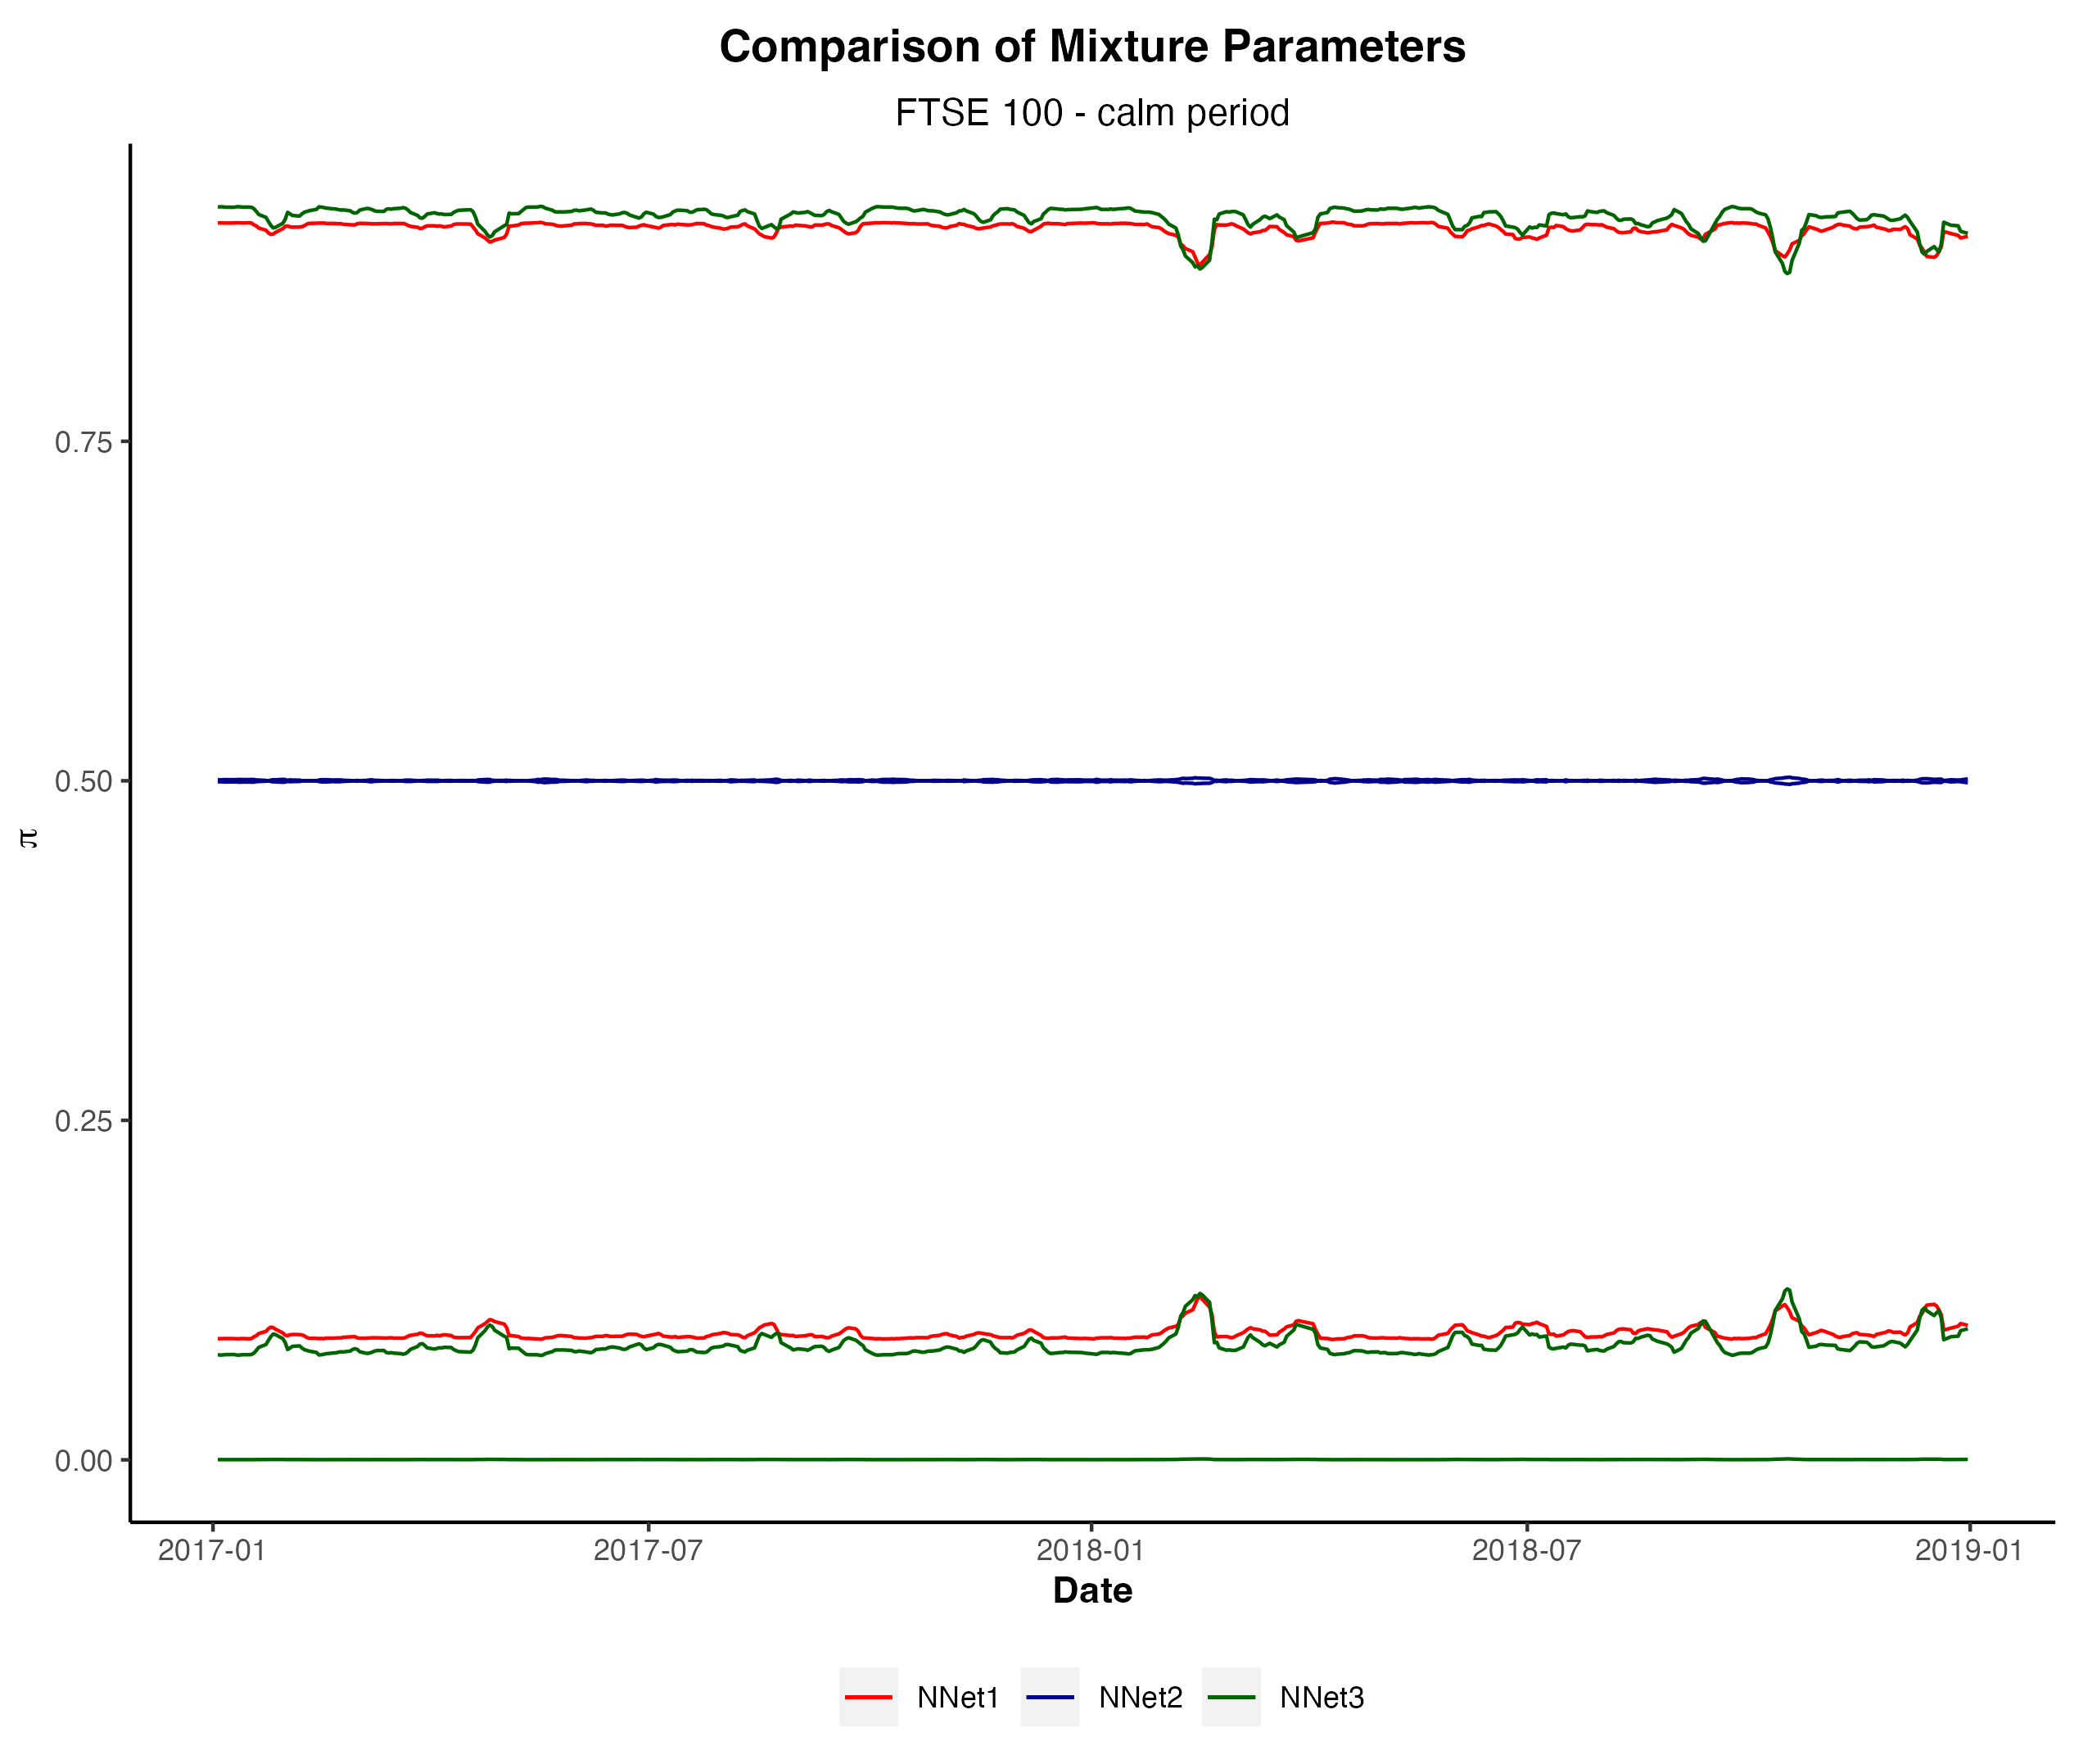 Comparison of Mixture Parameters
FTSE 100 - calm period
π
0.75
0.50
0.25
0.00
2017-01 2017-07 2018-01 2018-07 2019-01
Date
NNet1 NNet2 NNet3